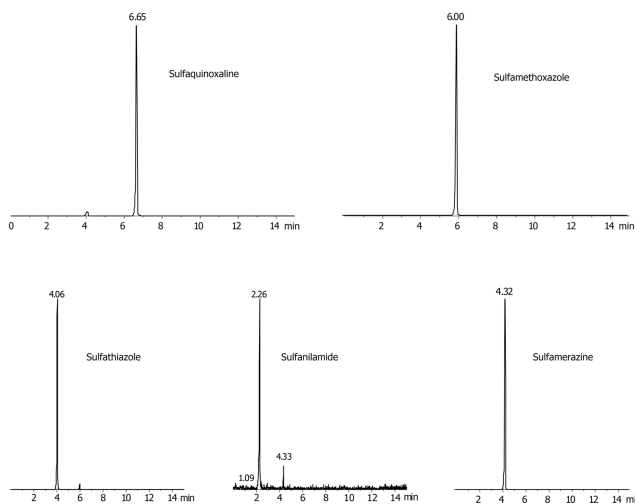 6.65
Sulfaquinoxaline
0 2 4 6 8 10 12 14 min
6.00
Sulfamethoxazole
2 4 6 8 10 12 14 min
4.06
Sulfathiazole
2 4 6 8 10 12 14 min
2.26
Sulfanilamide
4.33
1.09
2 4 6 8 10 12 14 min
4.32
Sulfamerazine
2 4 6 8 10 12 14 min